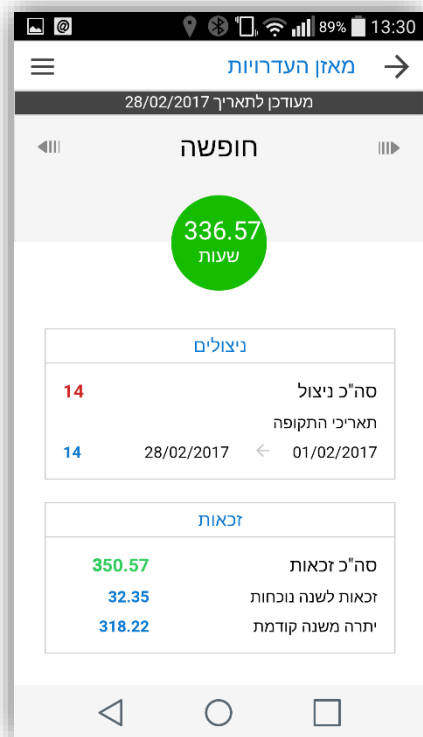 89% 13:30
מאזן העדרויות
מעודכן לתאריך 28/02/2017
חופשה
336.57
שעות
ניצולים
סה"כ ניצול 14
תאריכי התקופה
01/02/2017 ← 28/02/2017 14
זכאות
סה"כ זכאות 350.57
זכאות לשנה נוכחות 32.35
יתרה משנה קודמת 318.22